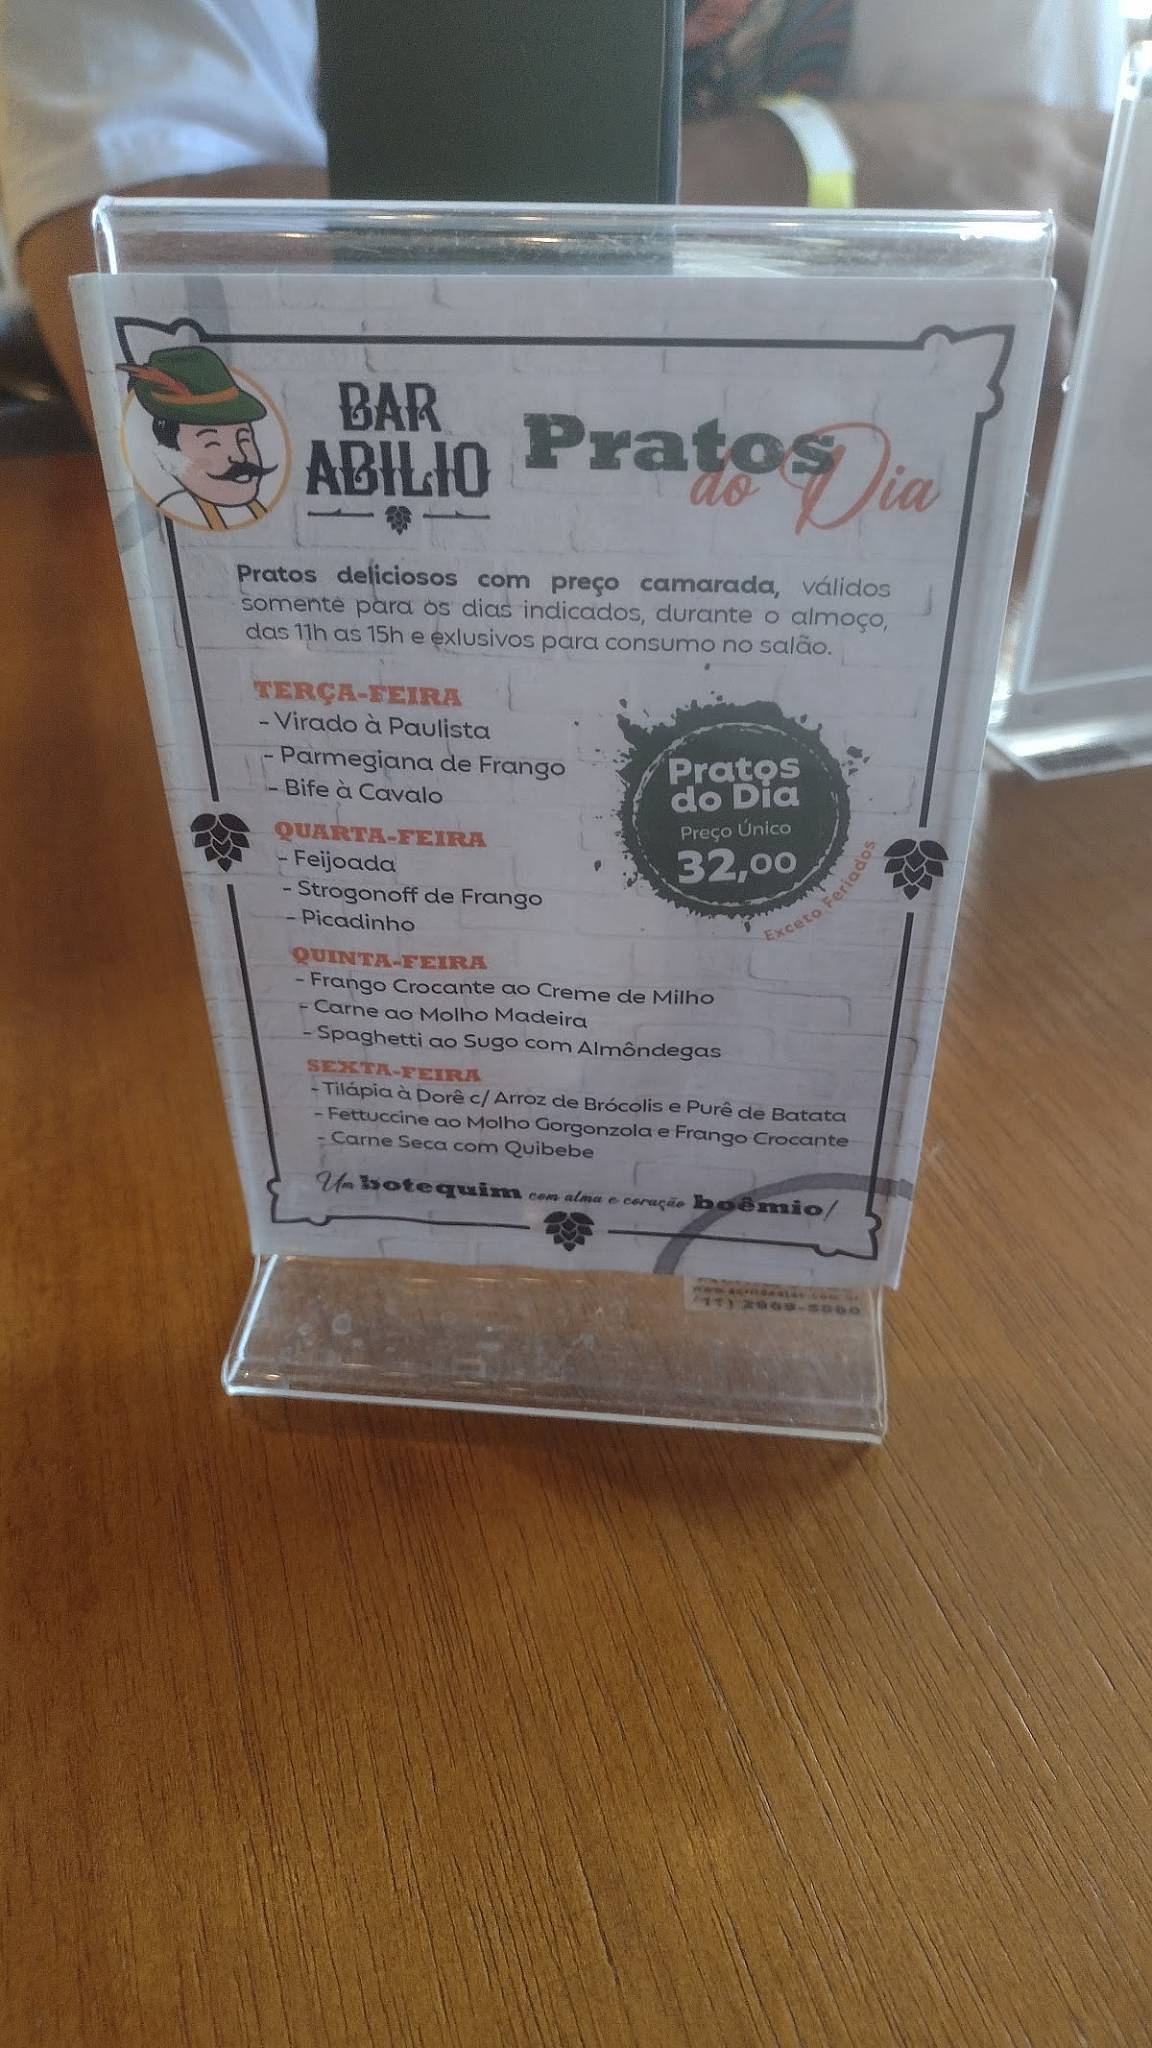 BAR
ABILIO
Pratos
do Dia
Pratos deliciosos com preço camarada, válidos
somente para os dias indicados, durante o almoço,
das 11h as 15h e exlusivos para consumo no salão.
TERÇA-FEIRA
- Virado à Paulista
- Parmegiana de Frango
- Bife à Cavalo
QUARTA-FEIRA
- Feijoada
- Strogonoff de Frango
- Picadinho
QUINTA-FEIRA
- Frango Crocante ao Creme de Milho
- Carne ao Molho Madeira
- Spaghetti ao Sugo com Almôndegas
SEXTA-FEIRA
- Tilápia à Dorê c/ Arroz de Brócolis e Purê de Batata
- Fettuccine ao Molho Gorgonzola e Frango Crocante
- Carne Seca com Quibebe
Pratos
do Dia
Preço Único
32,00
Exceto Feriados
Um botequim com alma e coração boêmio/